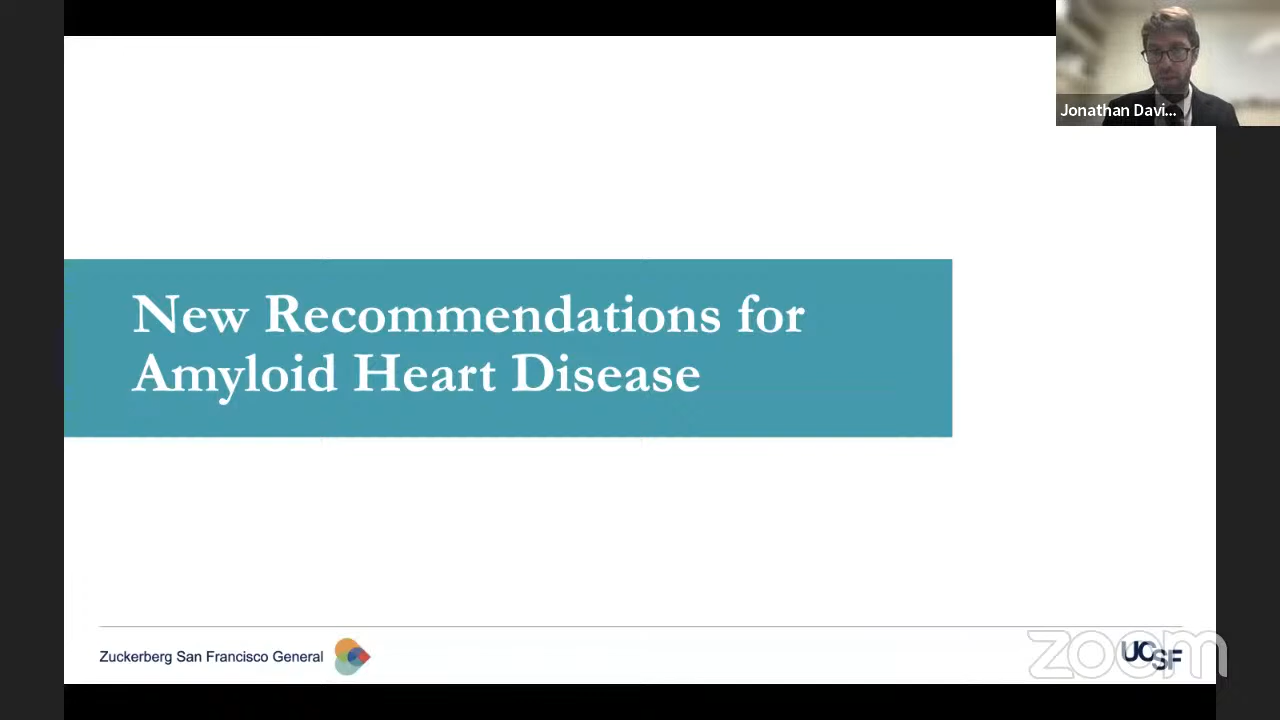 Jonathan Davi...
New Recommendations for
Amyloid Heart Disease
Zuckerberg San Francisco General
UCSF
zoom